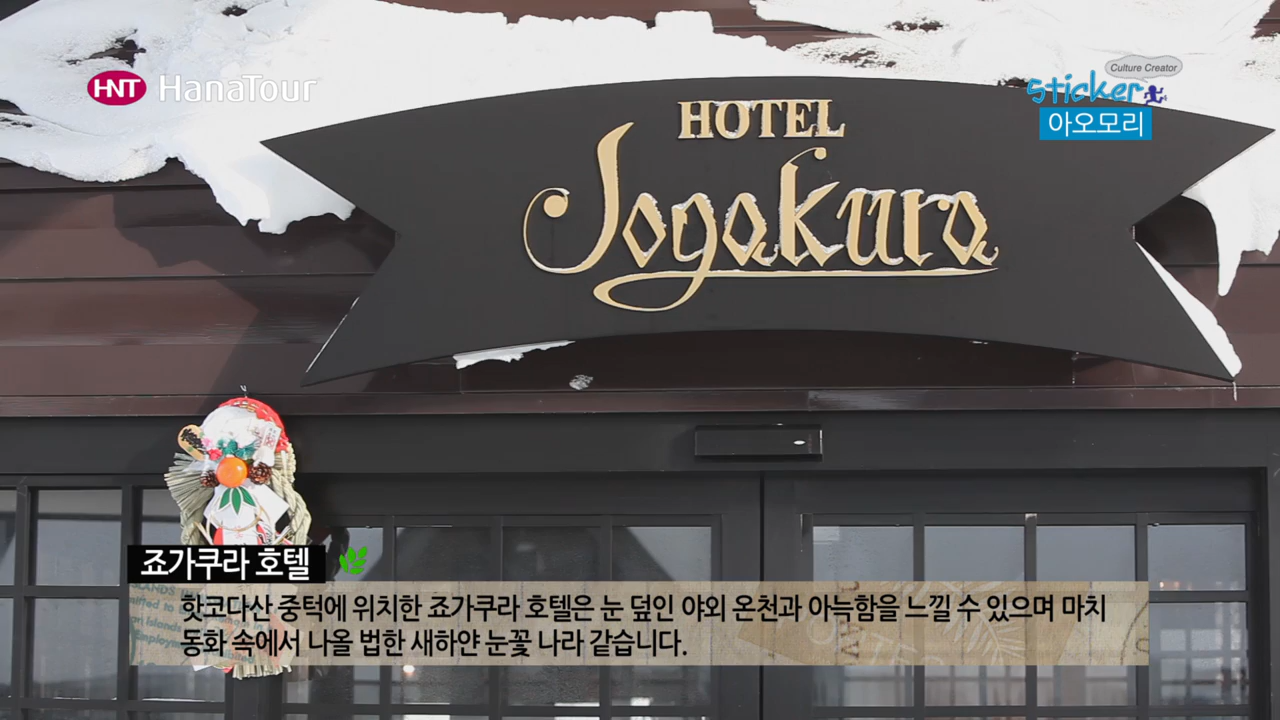 HNT HanaTour
Culture Creator
Sticker
아오모리
HOTEL
Jogakura
죠가쿠라 호텔
핫코다산 중턱에 위치한 죠가쿠라 호텔은 눈 덮인 야외 온천과 아늑함을 느낄 수 있으며 마치
동화 속에서 나올 법한 새하얀 눈꽃 나라 같습니다.